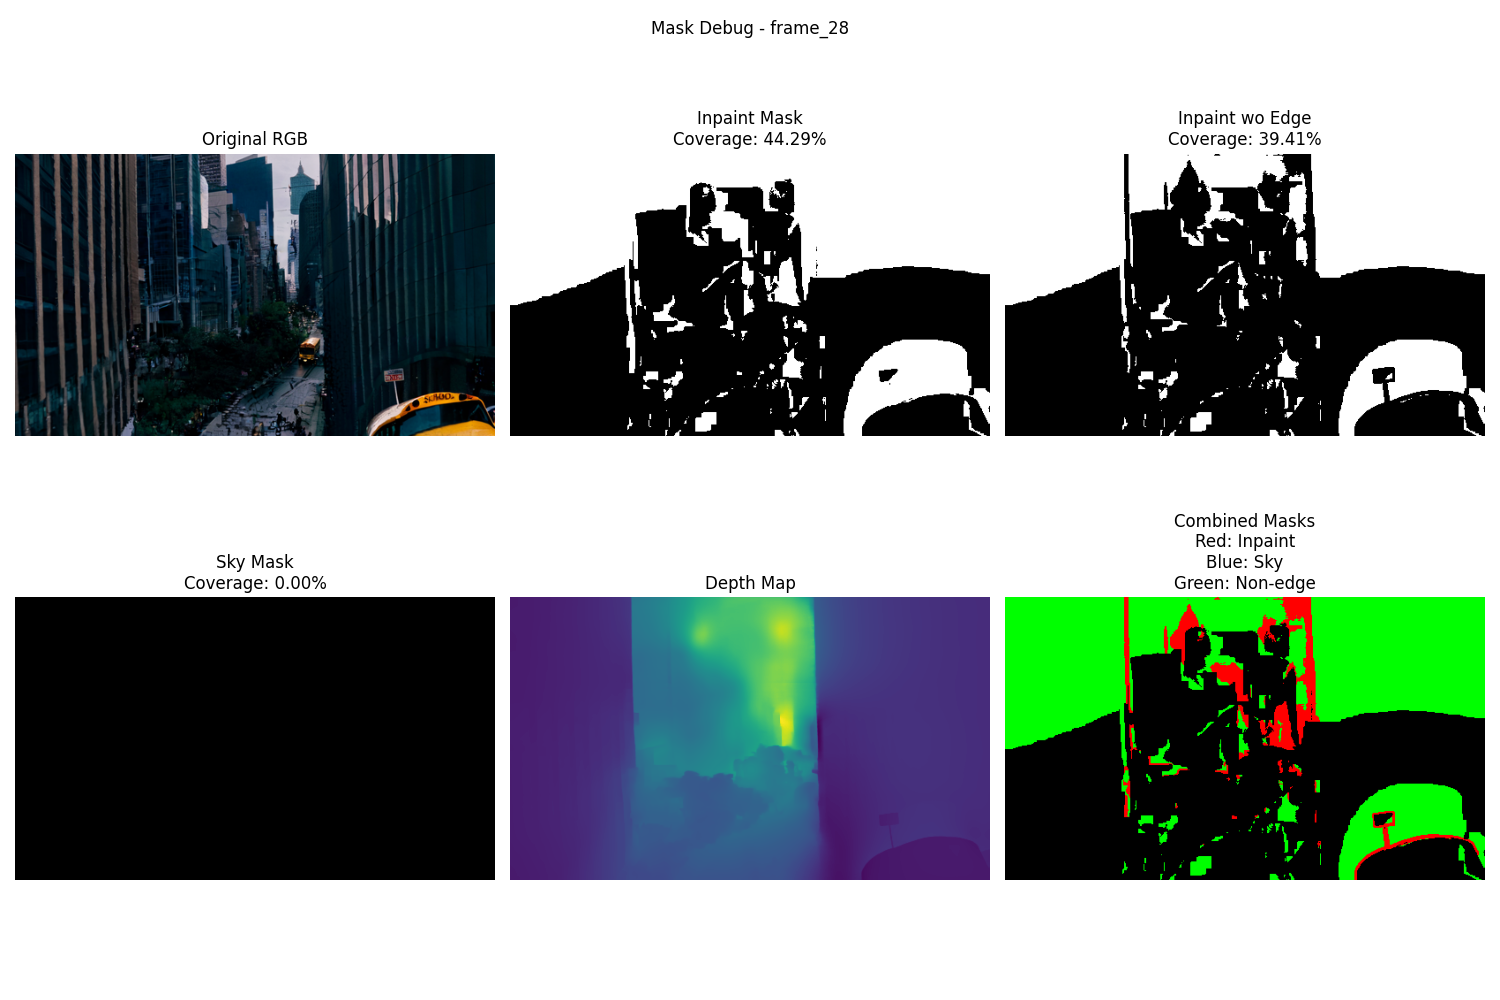 Mask Debug - frame_28
Original RGB
Inpaint Mask
Coverage: 44.29%
Inpaint wo Edge
Coverage: 39.41%
Sky Mask
Coverage: 0.00%
Depth Map
Combined Masks
Red: Inpaint
Blue: Sky
Green: Non-edge